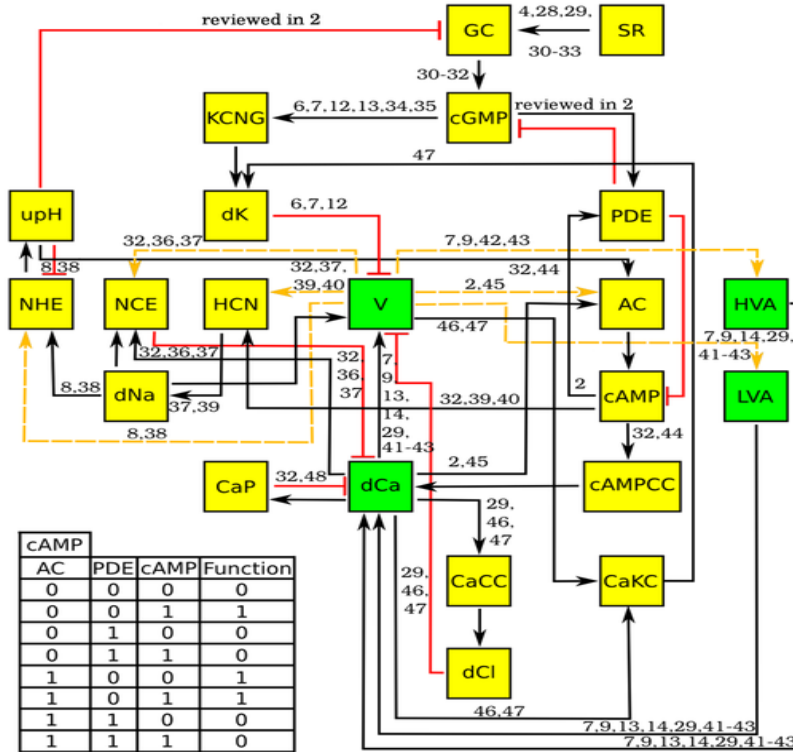 reviewed in 2
GC
4,28,29,
30-33
SR
30-32
KCNG
6,7,12,13,34,35
cGMP
reviewed in 2
47
upH
dK
6,7,12
PDE
32,36,37
32,37,
39,40
7,9,42,43
32,44
8,38
NHE
NCE
HCN
V
2,45
AC
HVA
46,47
7,9,14,29,
41-43
32,36,37
32,
36,
37
7,
9,
13,
14,
29,
41-43
8,38
dNa
37,39
32,39,40
2
cAMP
LVA
8,38
32,44
CaP
32,48
dCa
2,45
cAMPCC
29,
46,
47
29,
46,
47
CaCC
CaKC
dCl
46,47
7,9,13,14,29,41-43
7,9,13,14,29,41-43
cAMP
AC PDE cAMP Function
0 0 0 0
0 0 1 1
0 1 0 0
0 1 1 0
1 0 0 1
1 0 1 1
1 1 0 0
1 1 1 0